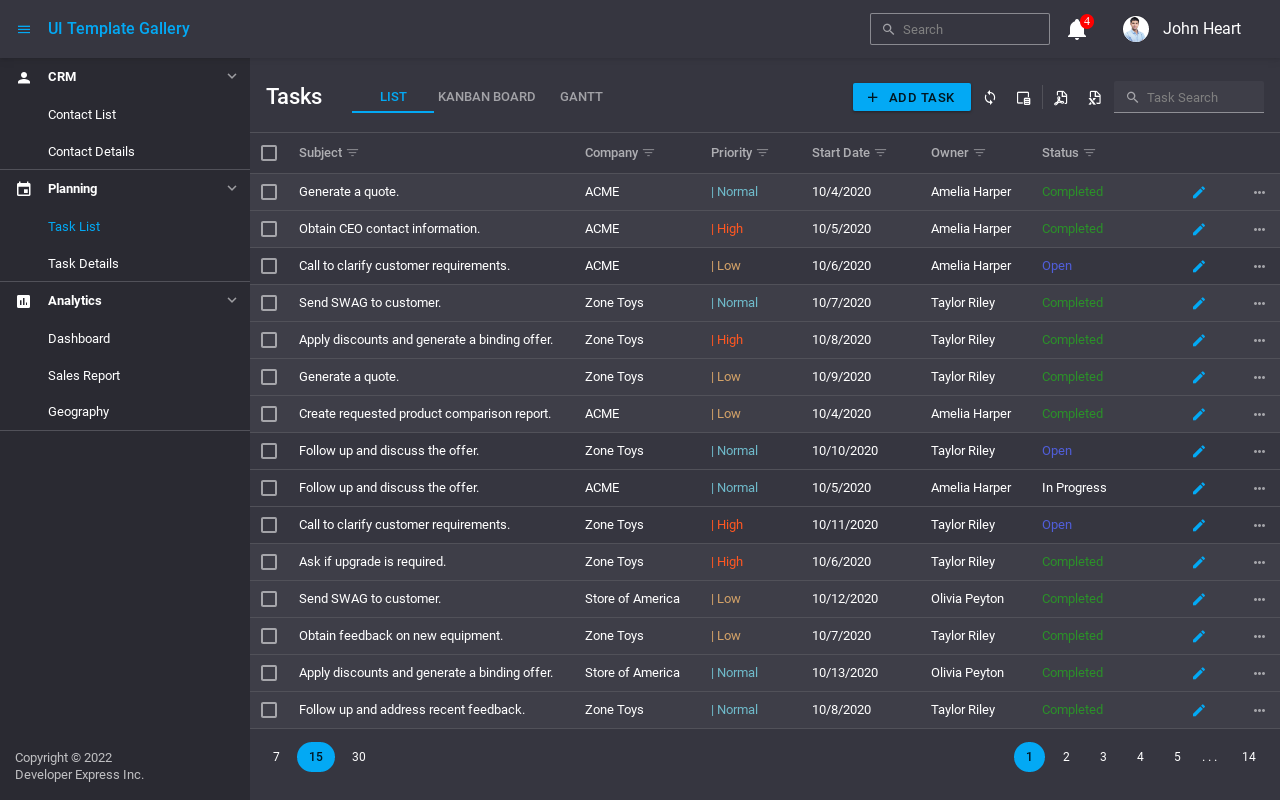 UI Template Gallery
Search
4
John Heart
CRM
Contact List
Contact Details
Planning
Task List
Task Details
Analytics
Dashboard
Sales Report
Geography
Copyright © 2022
Developer Express Inc.
Tasks
LIST KANBAN BOARD GANTT
ADD TASK
Task Search
Subject Company Priority Start Date Owner Status
Generate a quote. ACME | Normal 10/4/2020 Amelia Harper Completed
Obtain CEO contact information. ACME | High 10/5/2020 Amelia Harper Completed
Call to clarify customer requirements. ACME | Low 10/6/2020 Amelia Harper Open
Send SWAG to customer. Zone Toys | Normal 10/7/2020 Taylor Riley Completed
Apply discounts and generate a binding offer. Zone Toys | High 10/8/2020 Taylor Riley Completed
Generate a quote. Zone Toys | Low 10/9/2020 Taylor Riley Completed
Create requested product comparison report. ACME | Low 10/4/2020 Amelia Harper Completed
Follow up and discuss the offer. Zone Toys | Normal 10/10/2020 Taylor Riley Open
Follow up and discuss the offer. ACME | Normal 10/5/2020 Amelia Harper In Progress
Call to clarify customer requirements. Zone Toys | High 10/11/2020 Taylor Riley Open
Ask if upgrade is required. Zone Toys | High 10/6/2020 Taylor Riley Completed
Send SWAG to customer. Store of America | Low 10/12/2020 Olivia Peyton Completed
Obtain feedback on new equipment. Zone Toys | Low 10/7/2020 Taylor Riley Completed
Apply discounts and generate a binding offer. Store of America | Normal 10/13/2020 Olivia Peyton Completed
Follow up and address recent feedback. Zone Toys | Normal 10/8/2020 Taylor Riley Completed
7 15 30 1 2 3 4 5 . . . 14